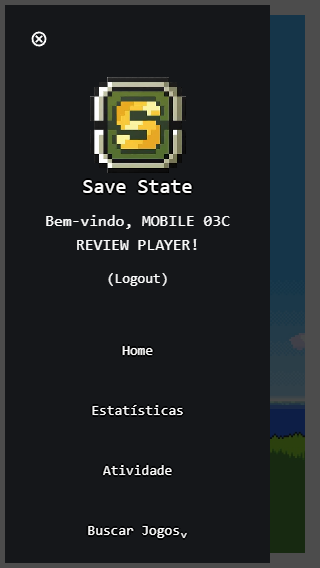 S
Save State
Bem-vindo, MOBILE 03C
REVIEW PLAYER!
(Logout)
Home
Estatísticas
Atividade
Buscar Jogos